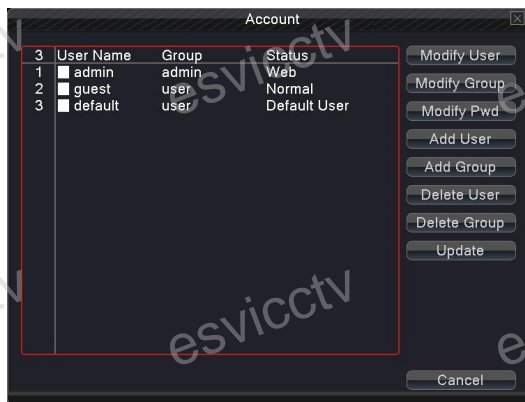 Account
3 User Name Group Status
1 admin admin Web
2 guest user Normal
3 default user Default User
Modify User
Modify Group
Modify Pwd
Add User
Add Group
Delete User
Delete Group
Update
Cancel
esvicctv
esvicctv